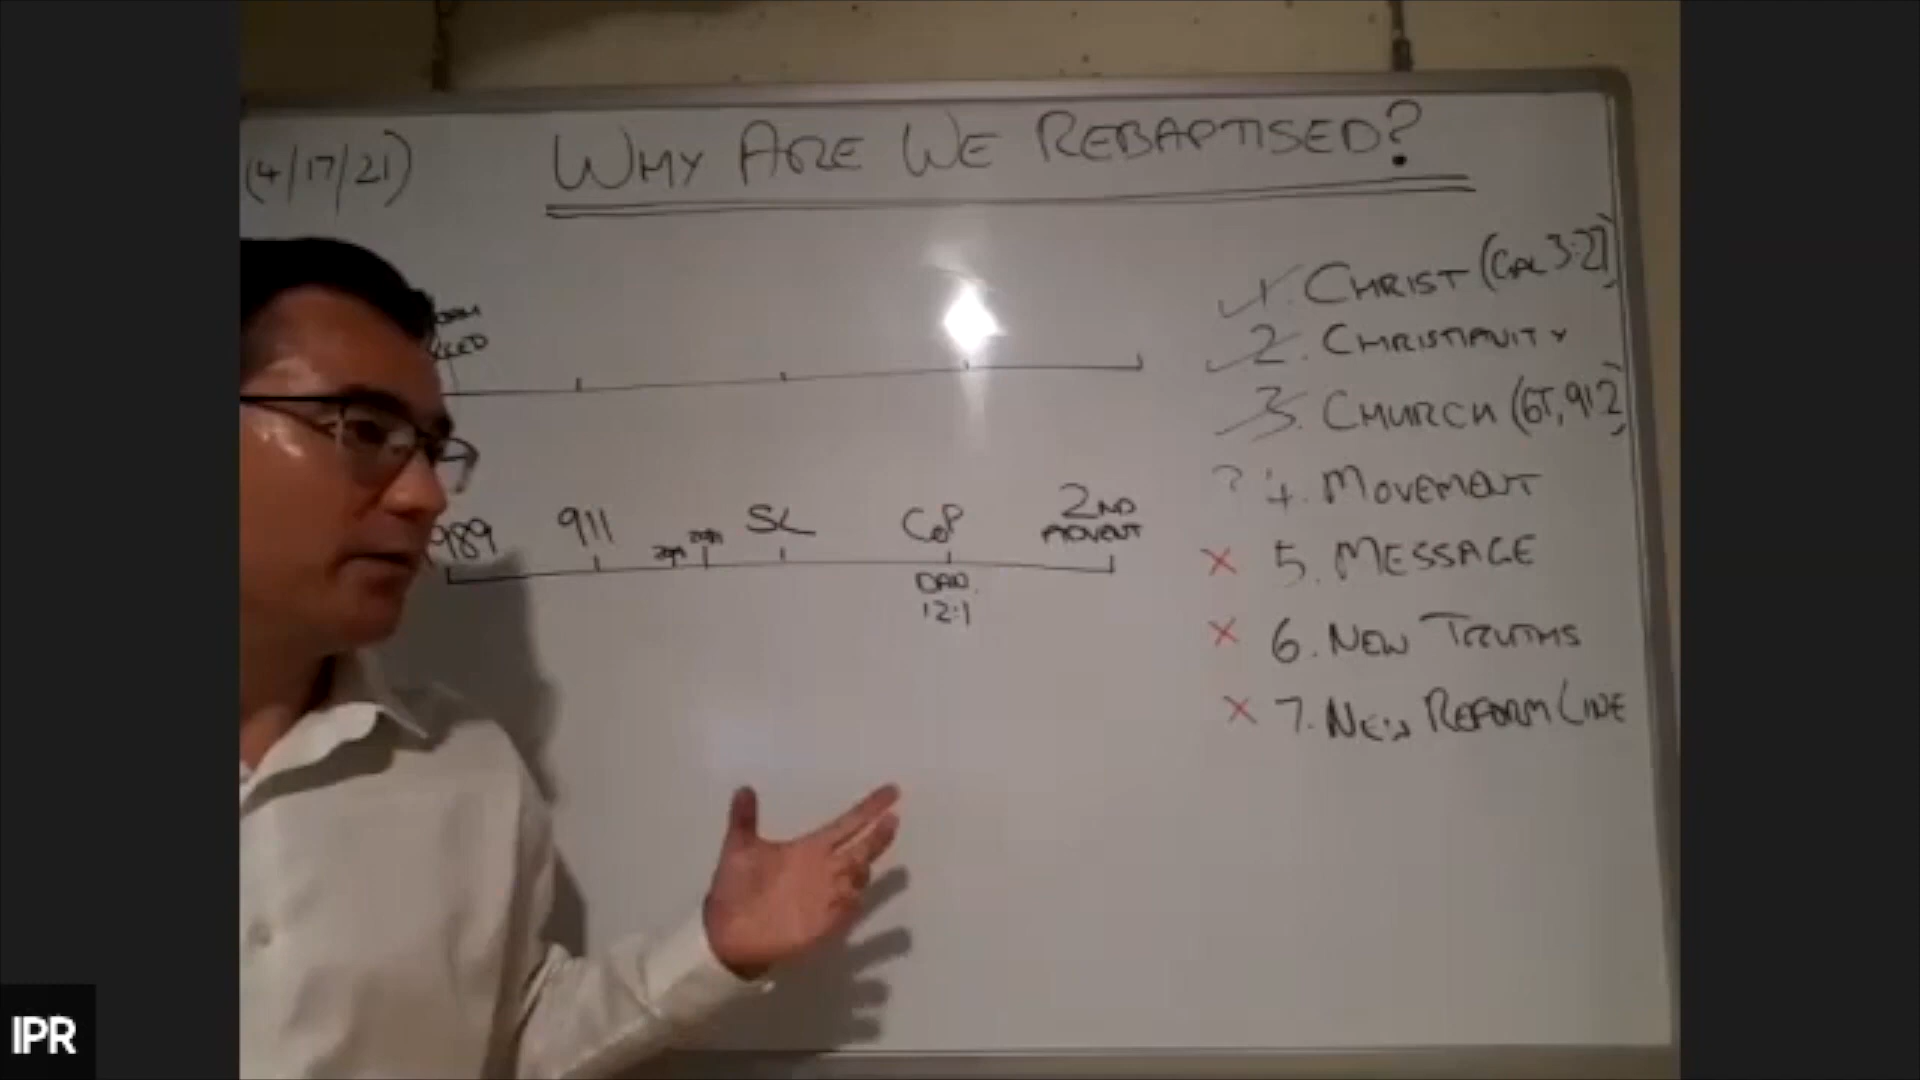 (4/17/21)
WHY ARE WE REBAPTISED?
1. CHRIST (GAL 3:27)
2. CHRISTIANITY
3. CHURCH (6T, 91.2)
? 4. MOVEMENT
X 5. MESSAGE
X 6. NEW TRUTHS
X 7. NEW REFORM LINE
989 911 SL CoP 2ND
MOVENT
DAN
12:1
IPR